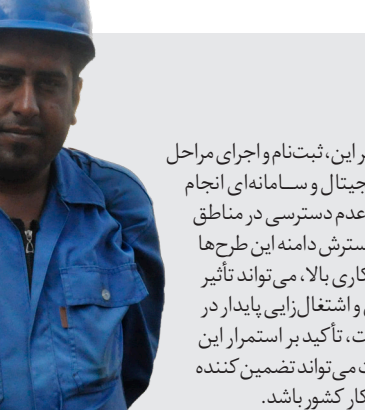 ر این، ثبت‌نام و اجرای مراحل
جیتال و ســامانه‌ای انجام
عدم دسترسی در مناطق
سترش دامنه این طرح‌ها
کاری بالا، می‌تواند تأثیر
و اشتغال‌زایی پایدار در
ت، تأکید بر استمرار این
ت می‌تواند تضمین کننده
کار کشور باشد.